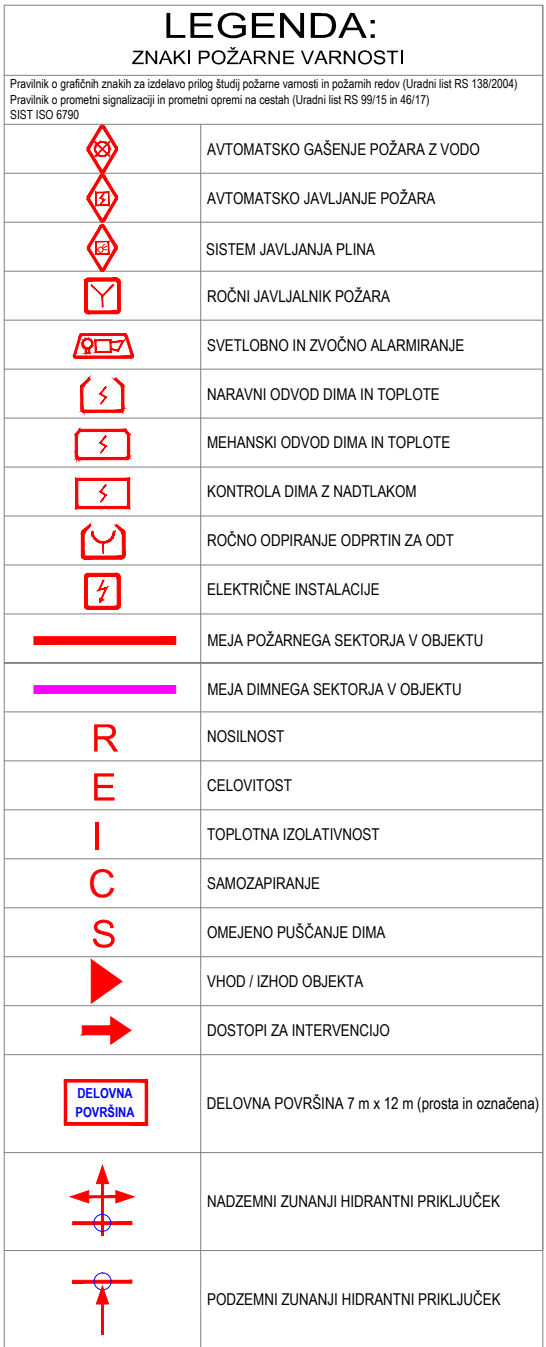 LEGENDA:
ZNAKI POŽARNE VARNOSTI
Pravilnik o grafičnih znakih za izdelavo prilog študij požarne varnosti in požarnih redov (Uradni list RS 138/2004)
Pravilnik o prometni signalizaciji in prometni opremi na cestah (Uradni list RS 99/15 in 46/17)
SIST ISO 6790
AVTOMATSKO GAŠENJE POŽARA Z VODO
AVTOMATSKO JAVLJANJE POŽARA
SISTEM JAVLJANJA PLINA
ROČNI JAVLJALNIK POŽARA
SVETLOBNO IN ZVOČNO ALARMIRANJE
NARAVNI ODVOD DIMA IN TOPLOTE
MEHANSKI ODVOD DIMA IN TOPLOTE
KONTROLA DIMA Z NADTLAKOM
ROČNO ODPIRANJE ODPRTIN ZA ODT
ELEKTRIČNE INSTALACIJE
MEJA POŽARNEGA SEKTORJA V OBJEKTU
MEJA DIMNEGA SEKTORJA V OBJEKTU
R NOSILNOST
E CELOVITOST
I TOPLOTNA IZOLATIVNOST
C SAMOZAPIRANJE
S OMEJENO PUŠČANJE DIMA
VHOD / IZHOD OBJEKTA
DOSTOPI ZA INTERVENCIJO
DELOVNA
POVRŠINA
DELOVNA POVRŠINA 7 m x 12 m (prosta in označena)
NADZEMNI ZUNANJI HIDRANTNI PRIKLJUČEK
PODZEMNI ZUNANJI HIDRANTNI PRIKLJUČEK